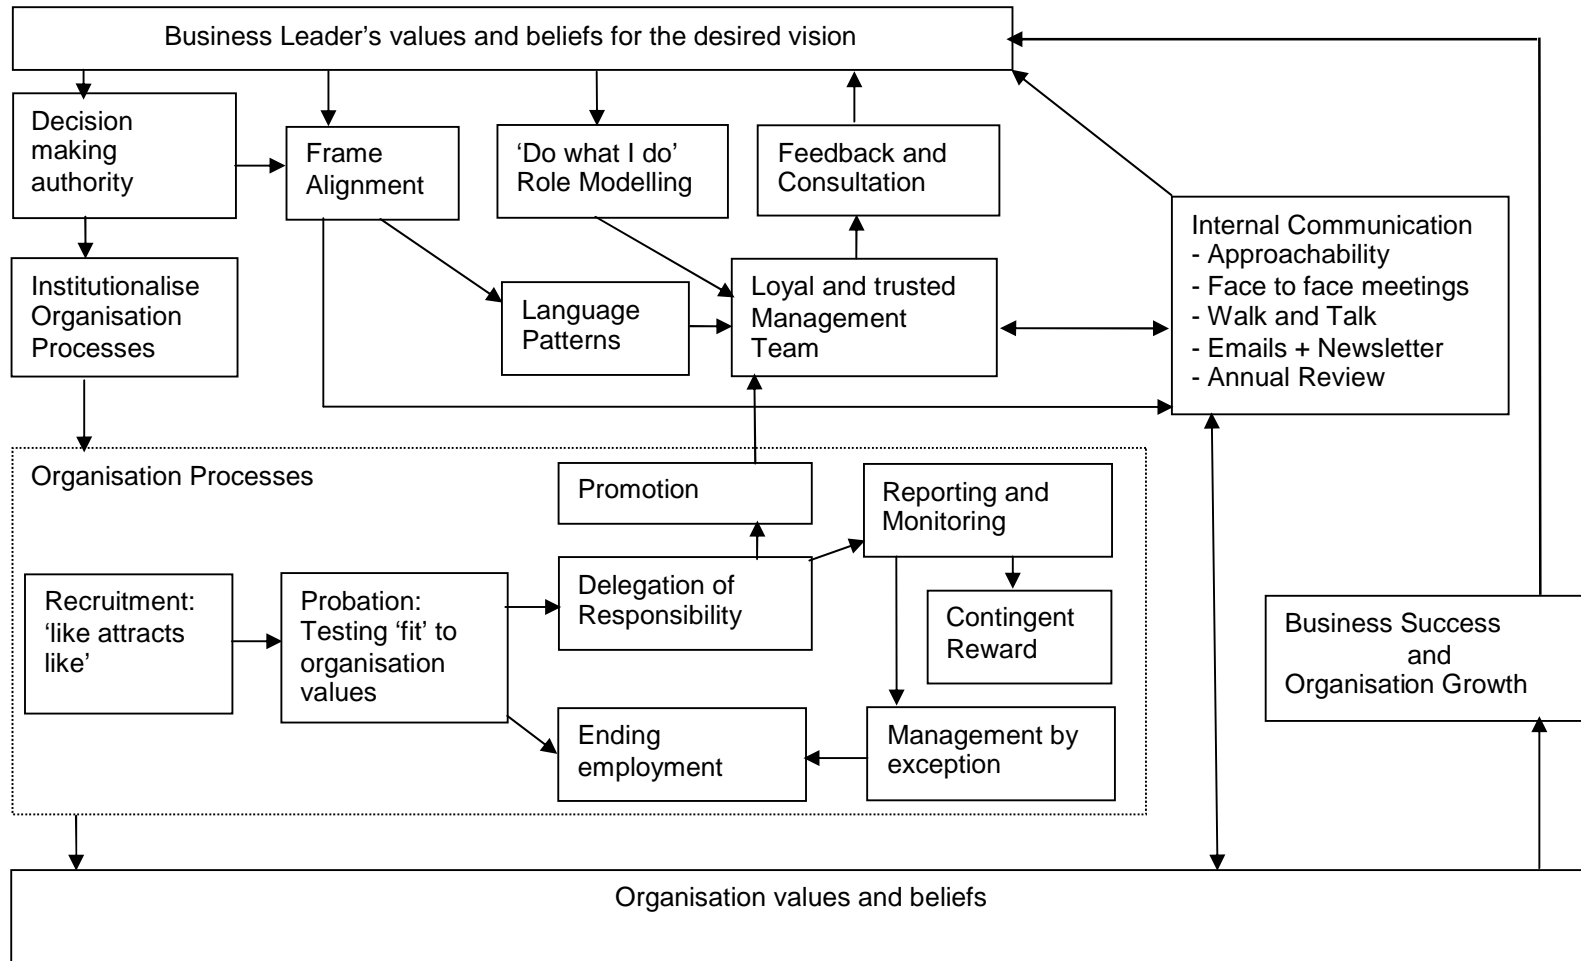 Business Leader’s values and beliefs for the desired vision
Decision
making
authority
Frame
Alignment
‘Do what I do’
Role Modelling
Feedback and
Consultation
Internal Communication
- Approachability
- Face to face meetings
- Walk and Talk
- Emails + Newsletter
- Annual Review
Institutionalise
Organisation
Processes
Language
Patterns
Loyal and trusted
Management
Team
Organisation Processes
Promotion
Reporting and
Monitoring
Recruitment:
‘like attracts
like’
Probation:
Testing ‘fit’ to
organisation
values
Delegation of
Responsibility
Contingent
Reward
Business Success
and
Organisation Growth
Ending
employment
Management by
exception
Organisation values and beliefs